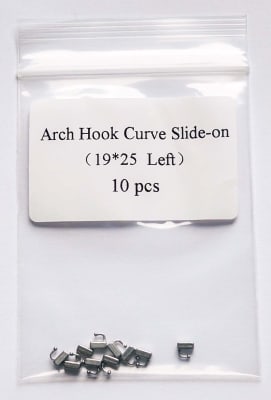 Arch Hook Curve Slide-on
（19*25  Left）
10 pcs